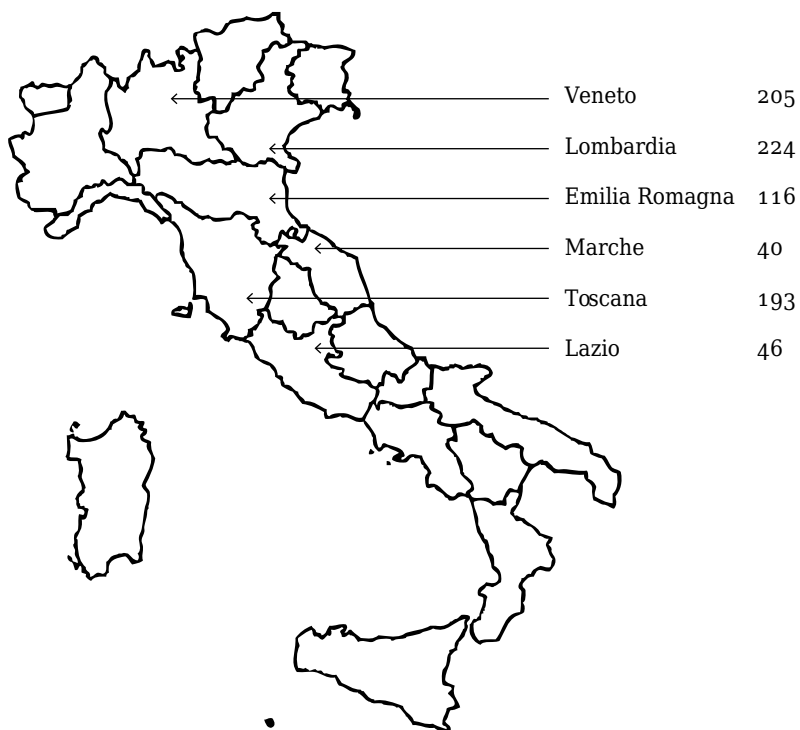 Veneto 205
Lombardia 224
Emilia Romagna 116
Marche 40
Toscana 193
Lazio 46